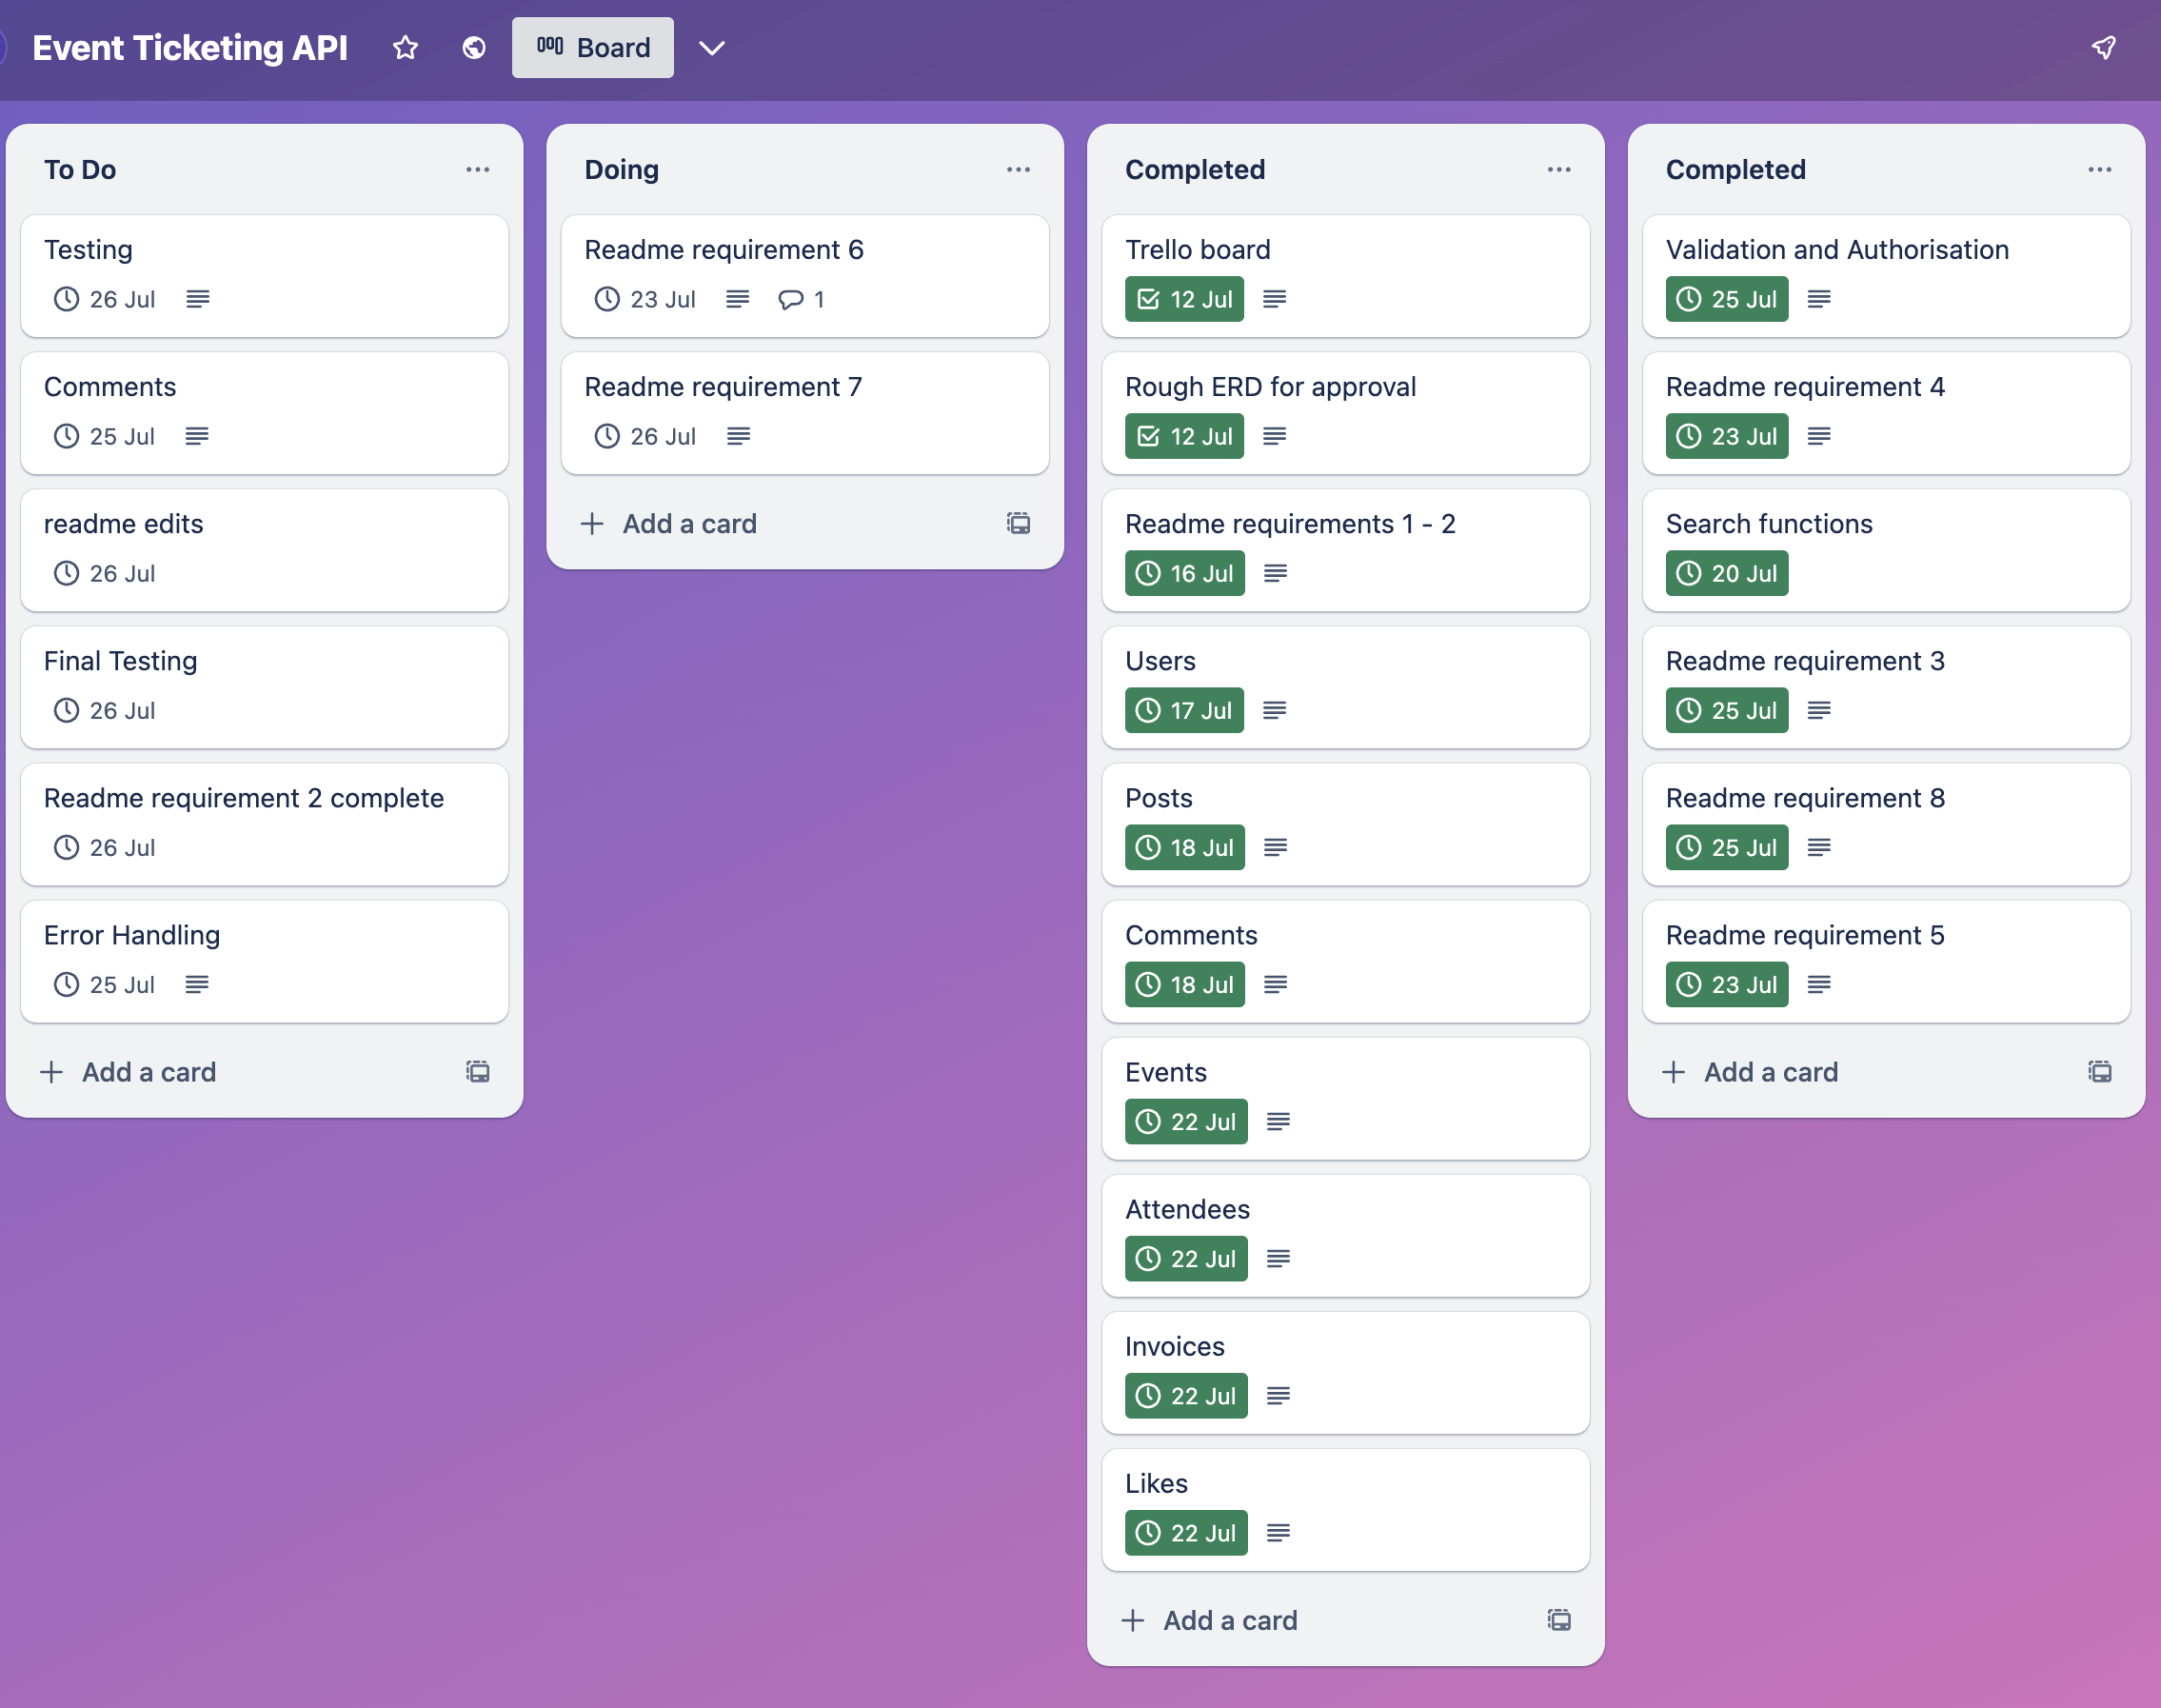 Event Ticketing API
Board
To Do
Testing
26 Jul
Comments
25 Jul
readme edits
26 Jul
Final Testing
26 Jul
Readme requirement 2 complete
26 Jul
Error Handling
25 Jul
Add a card
Doing
Readme requirement 6
23 Jul 1
Readme requirement 7
26 Jul
Add a card
Completed
Trello board
12 Jul
Rough ERD for approval
12 Jul
Readme requirements 1 - 2
16 Jul
Users
17 Jul
Posts
18 Jul
Comments
18 Jul
Events
22 Jul
Attendees
22 Jul
Invoices
22 Jul
Likes
22 Jul
Add a card
Completed
Validation and Authorisation
25 Jul
Readme requirement 4
23 Jul
Search functions
20 Jul
Readme requirement 3
25 Jul
Readme requirement 8
25 Jul
Readme requirement 5
23 Jul
Add a card